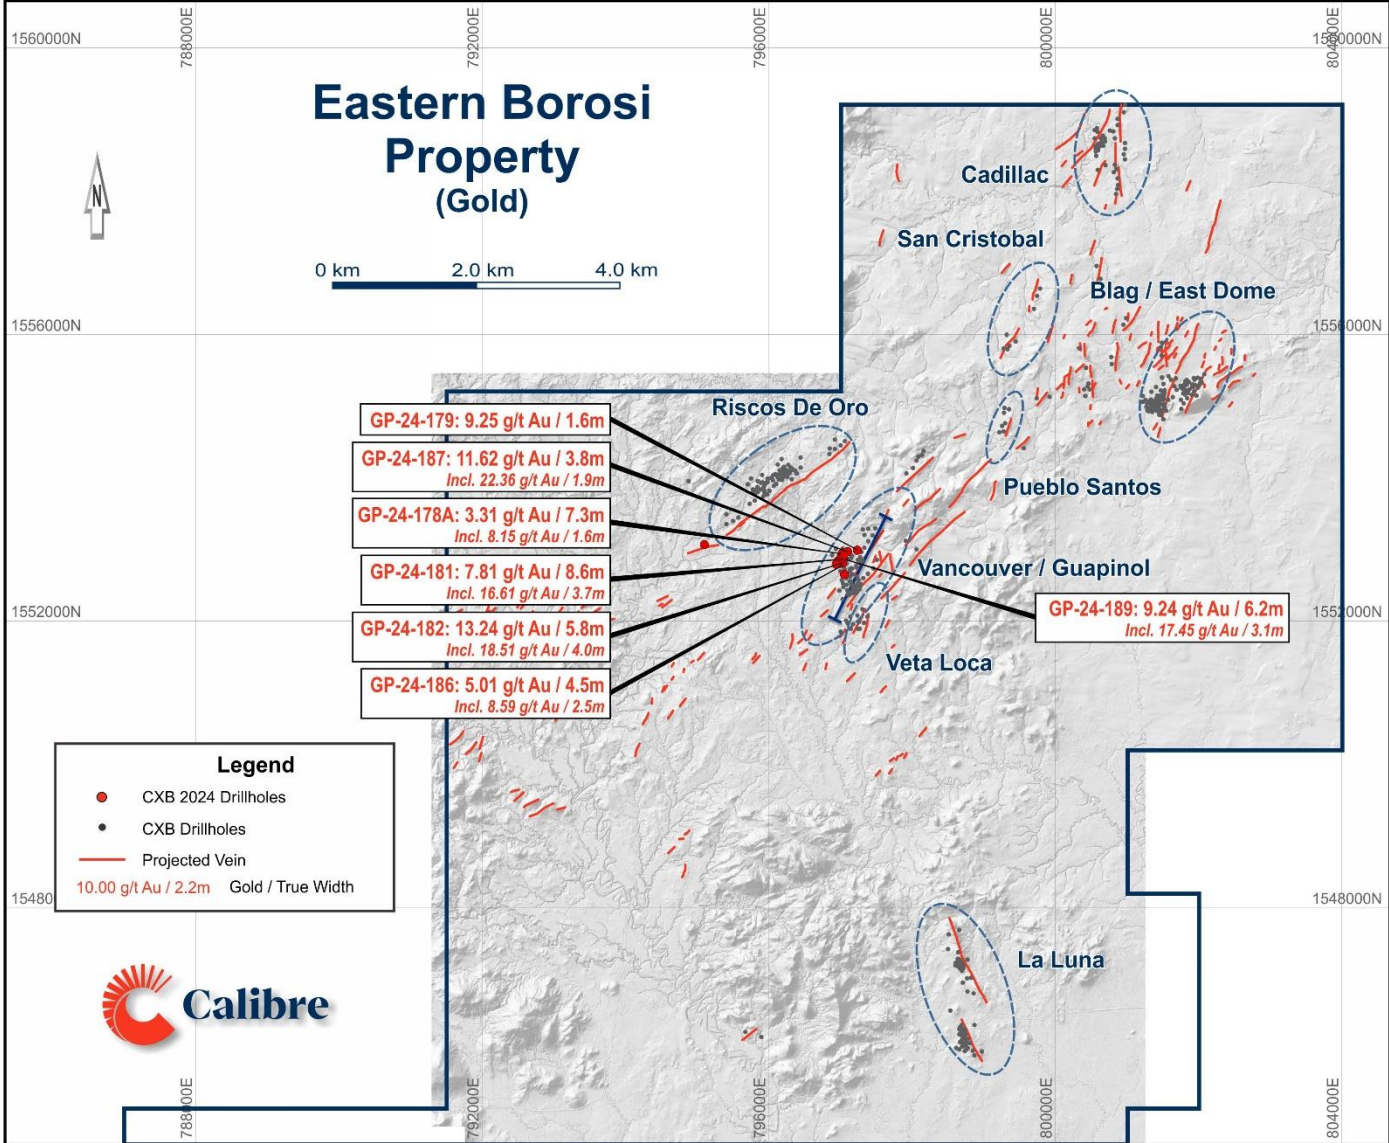 788000E
792000E
796000E
800000E
804000E
1560000N
1560000N
Eastern Borosi
Property
(Gold)
N
0 km 2.0 km 4.0 km
Cadillac
San Cristobal
Blag / East Dome
1556000N
1556000N
Riscos De Oro
GP-24-179: 9.25 g/t Au / 1.6m
GP-24-187: 11.62 g/t Au / 3.8m
Incl. 22.36 g/t Au / 1.9m
GP-24-178A: 3.31 g/t Au / 7.3m
Incl. 8.15 g/t Au / 1.6m
GP-24-181: 7.81 g/t Au / 8.6m
Incl. 16.61 g/t Au / 3.7m
GP-24-182: 13.24 g/t Au / 5.8m
Incl. 18.51 g/t Au / 4.0m
GP-24-186: 5.01 g/t Au / 4.5m
Incl. 8.59 g/t Au / 2.5m
Pueblo Santos
Vancouver / Guapinol
GP-24-189: 9.24 g/t Au / 6.2m
Incl. 17.45 g/t Au / 3.1m
1552000N
1552000N
Veta Loca
Legend
CXB 2024 Drillholes
CXB Drillholes
Projected Vein
10.00 g/t Au / 2.2m Gold / True Width
1548000N
La Luna
Calibre
788000E
792000E
796000E
800000E
804000E